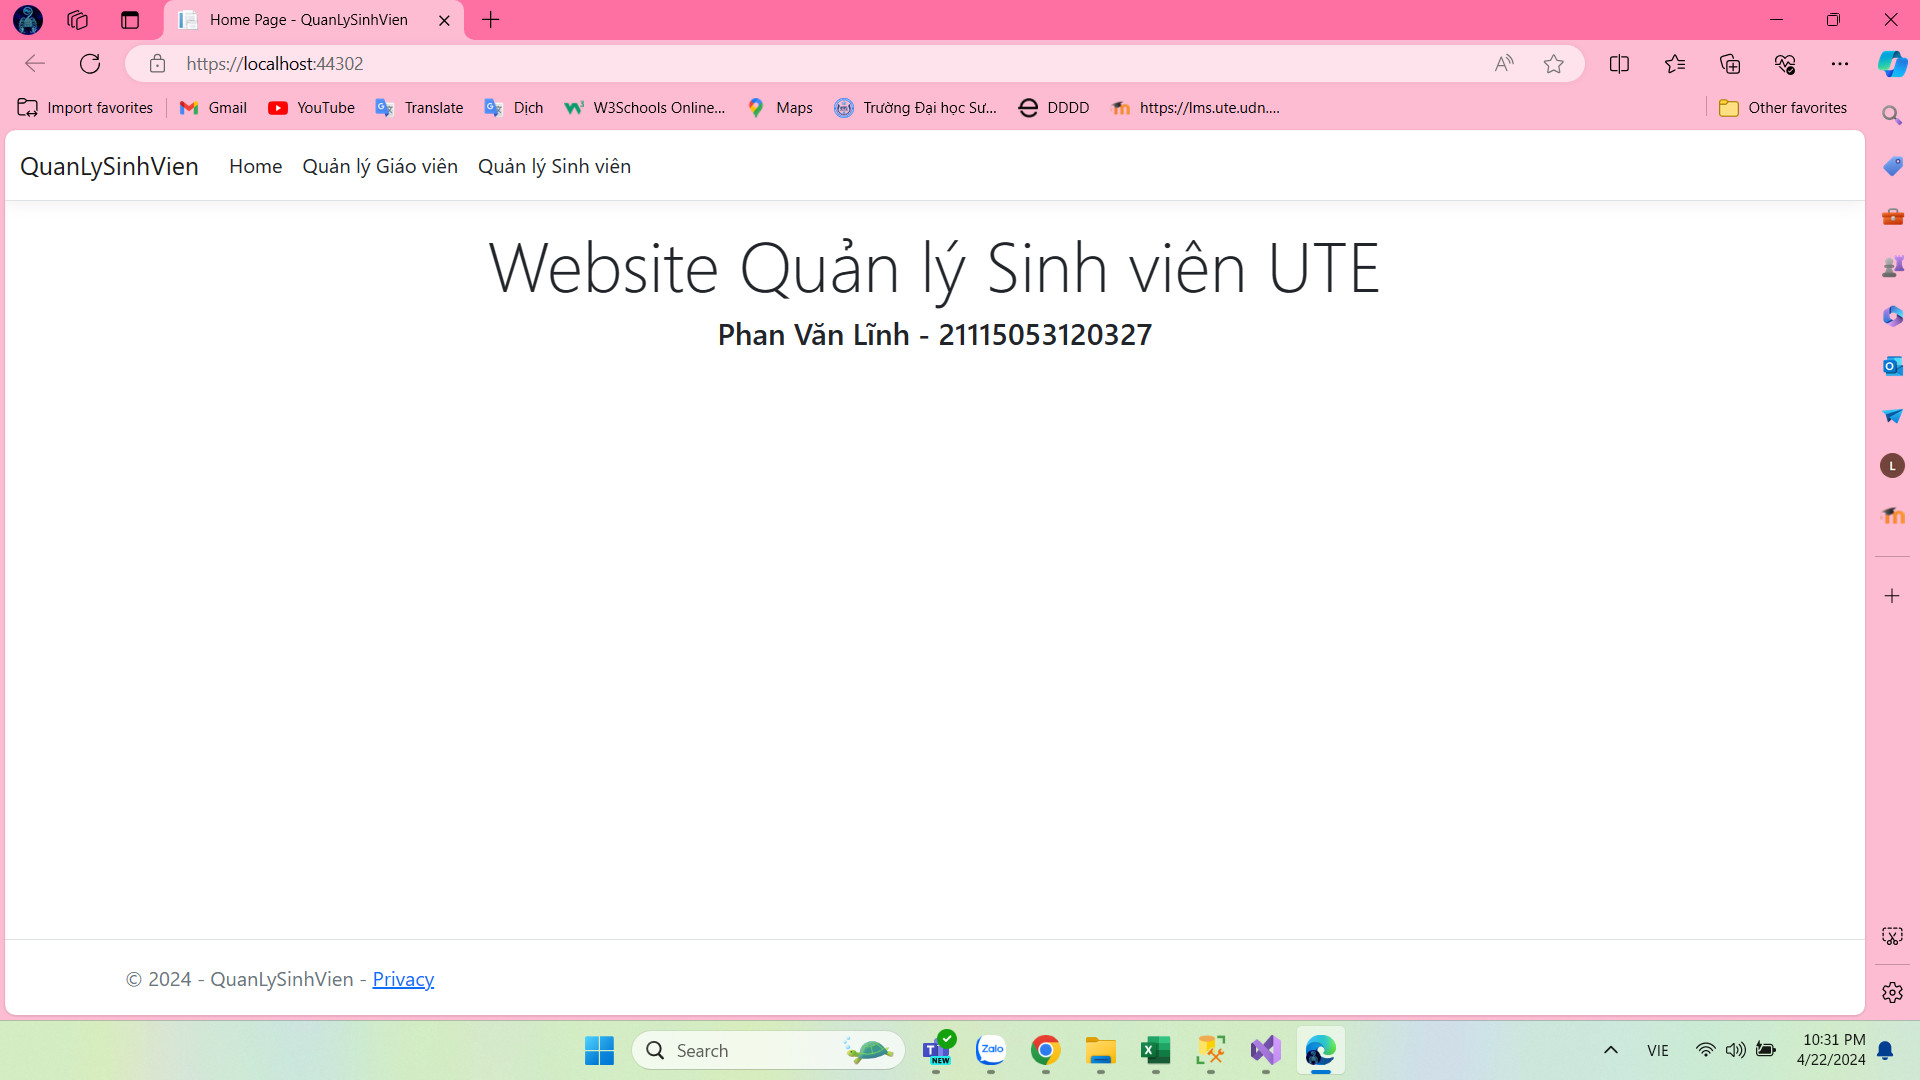 Home Page - QuanLySinhVien
https://localhost:44302
Import favorites
Gmail
YouTube
Translate
Dịch
W3Schools Online...
Maps
Trường Đại học Sư...
DDDD
https://lms.ute.udn....
Other favorites
QuanLySinhVien
Home
Quản lý Giáo viên
Quản lý Sinh viên
Website Quản lý Sinh viên UTE
Phan Văn Lĩnh - 21115053120327
L
© 2024 - QuanLySinhVien - Privacy
Search
NEW
Zalo
VIE
10:31 PM
4/22/2024